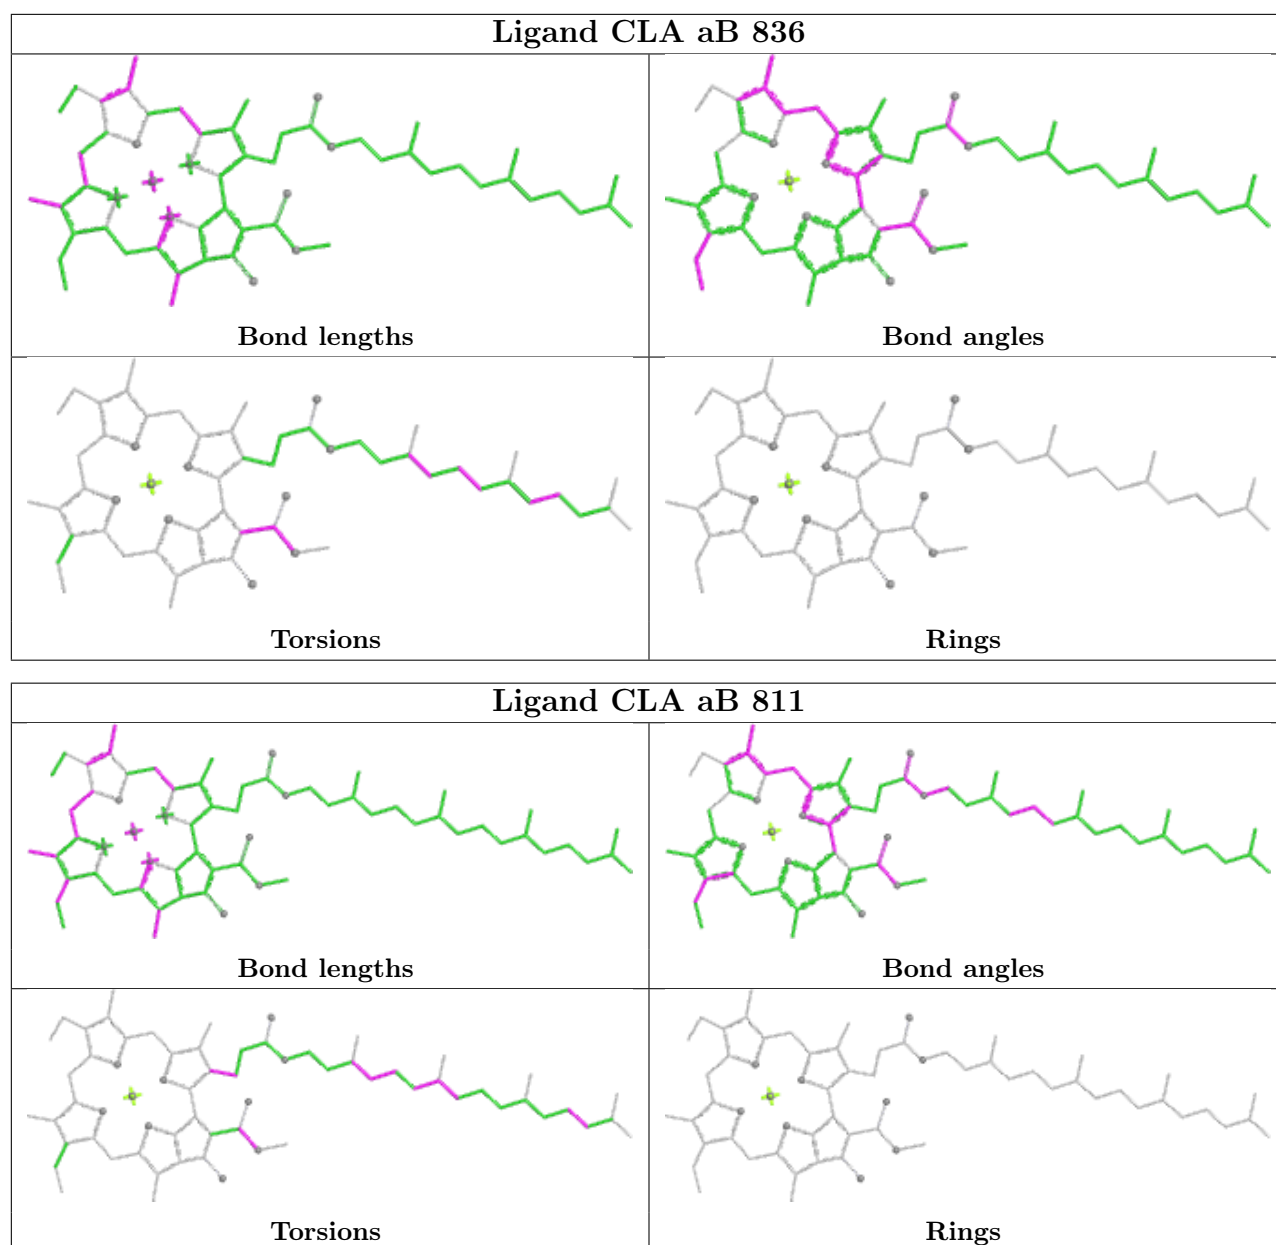 Ligand CLA aB 836
Bond lengths
Bond angles
Torsions
Rings
Ligand CLA aB 811
Bond lengths
Bond angles
Torsions
Rings